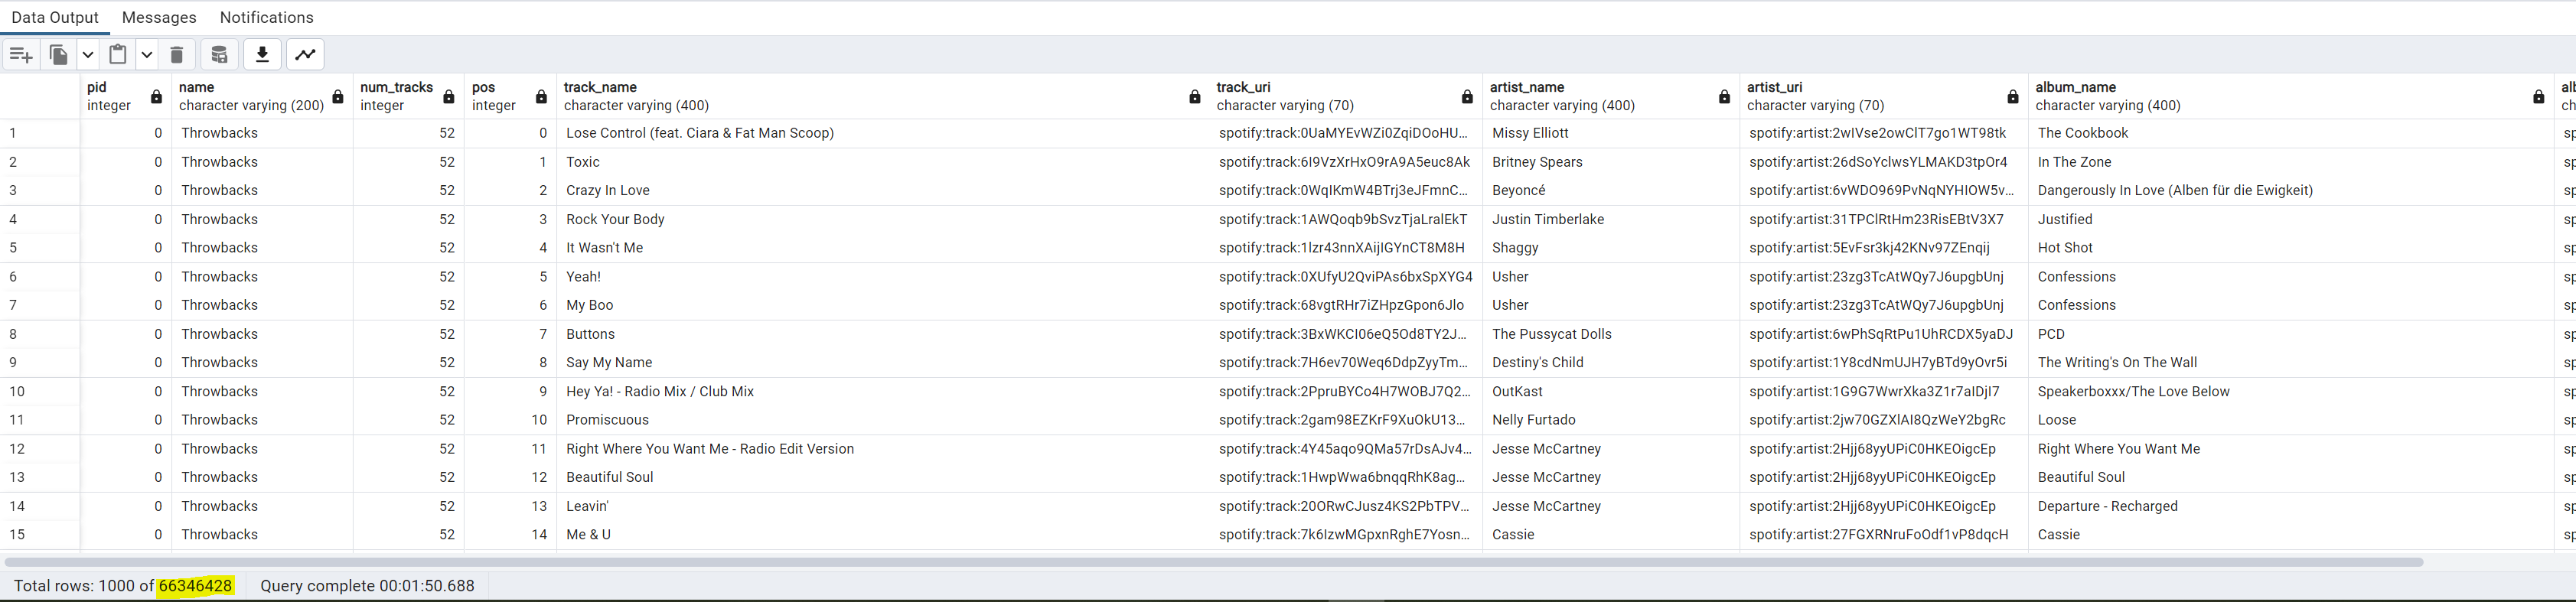 Data Output Messages Notifications
pid name num_tracks pos track_name track_uri artist_name artist_uri album_name
integer character varying (200) integer integer character varying (400) character varying (70) character varying (400) character varying (70) character varying (400)
1 0 Throwbacks 52 0 Lose Control (feat. Ciara & Fat Man Scoop) spotify:track:0UaMYEvWZi0ZqiDOoHU... Missy Elliott spotify:artist:2wIVse2owClT7go1WT98tk The Cookbook sp
2 0 Throwbacks 52 1 Toxic spotify:track:6I9VzXrHxO9rA9A5euc8Ak Britney Spears spotify:artist:26dSoYclwsYLMAKD3tpOr4 In The Zone sp
3 0 Throwbacks 52 2 Crazy In Love spotify:track:0WqIKmW4BTrj3eJFmnC... Beyoncé spotify:artist:6vWDO969PvNqNYHIOW5v... Dangerously In Love (Alben für die Ewigkeit) sp
4 0 Throwbacks 52 3 Rock Your Body spotify:track:1AWQoqb9bSvzTjaLralEkT Justin Timberlake spotify:artist:31TPClRtHm23RisEBtV3X7 Justified sp
5 0 Throwbacks 52 4 It Wasn't Me spotify:track:1lzr43nnXAijIGYnCT8M8H Shaggy spotify:artist:5EvFsr3kj42KNv97ZEnqij Hot Shot sp
6 0 Throwbacks 52 5 Yeah! spotify:track:0XUfyU2QviPAs6bxSpXYG4 Usher spotify:artist:23zg3TcAtWQy7J6upgbUnj Confessions sp
7 0 Throwbacks 52 6 My Boo spotify:track:68vgtRHr7iZHpzGpon6Jlo Usher spotify:artist:23zg3TcAtWQy7J6upgbUnj Confessions sp
8 0 Throwbacks 52 7 Buttons spotify:track:3BxWKCI06eQ5Od8TY2J... The Pussycat Dolls spotify:artist:6wPhSqRtPu1UhRCDX5yaDJ PCD sp
9 0 Throwbacks 52 8 Say My Name spotify:track:7H6ev70Weq6DdpZyyTm... Destiny's Child spotify:artist:1Y8cdNmUJH7yBTd9yOvr5i The Writing's On The Wall sp
10 0 Throwbacks 52 9 Hey Ya! - Radio Mix / Club Mix spotify:track:2PpruBYCo4H7WOBJ7Q2... OutKast spotify:artist:1G9G7WwrXka3Z1r7aIDjI7 Speakerboxxx/The Love Below sp
11 0 Throwbacks 52 10 Promiscuous spotify:track:2gam98EZKrF9XuOkU13... Nelly Furtado spotify:artist:2jw70GZXlAI8QzWeY2bgRc Loose sp
12 0 Throwbacks 52 11 Right Where You Want Me - Radio Edit Version spotify:track:4Y45aqo9QMa57rDsAJv4... Jesse McCartney spotify:artist:2Hjj68yyUPiC0HKEOigcEp Right Where You Want Me sp
13 0 Throwbacks 52 12 Beautiful Soul spotify:track:1HwpWwa6bnqqRhK8ag... Jesse McCartney spotify:artist:2Hjj68yyUPiC0HKEOigcEp Beautiful Soul sp
14 0 Throwbacks 52 13 Leavin' spotify:track:20ORwCJusz4KS2PbTPV... Jesse McCartney spotify:artist:2Hjj68yyUPiC0HKEOigcEp Departure - Recharged sp
15 0 Throwbacks 52 14 Me & U spotify:track:7k6IzwMGpxnRghE7Yosn... Cassie spotify:artist:27FGXRNruFoOdf1vP8dqcH Cassie sp
Total rows: 1000 of 66346428 Query complete 00:01:50.688